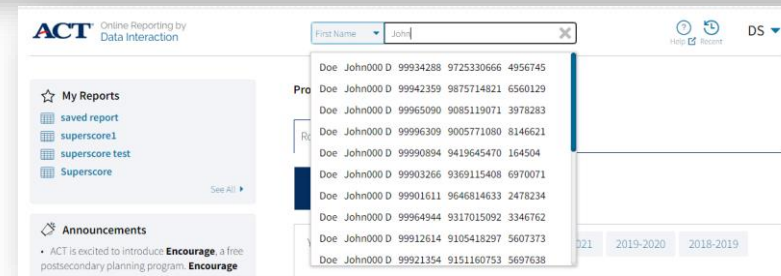 ACT Online Reporting by
Data Interaction
First Name John
Help Recent
DS
My Reports
saved report
superscore1
superscore test
Superscore
See All
Announcements
• ACT is excited to introduce Encourage, a free
postsecondary planning program. Encourage
Pro
Doe John000 D 99934288 9725330666 4956745
Doe John000 D 99942359 9875714821 6560129
Doe John000 D 99965090 9085119071 3978283
Doe John000 D 99996309 9005771080 8146621
Doe John000 D 99990894 9419645470 164504
Doe John000 D 99903266 9369115408 6970071
Doe John000 D 99901611 9646814633 2478234
Doe John000 D 99964944 9317015092 3346762
Doe John000 D 99912614 9105418297 5607373
Doe John000 D 99921354 9151160753 5697638
021 2019-2020 2018-2019